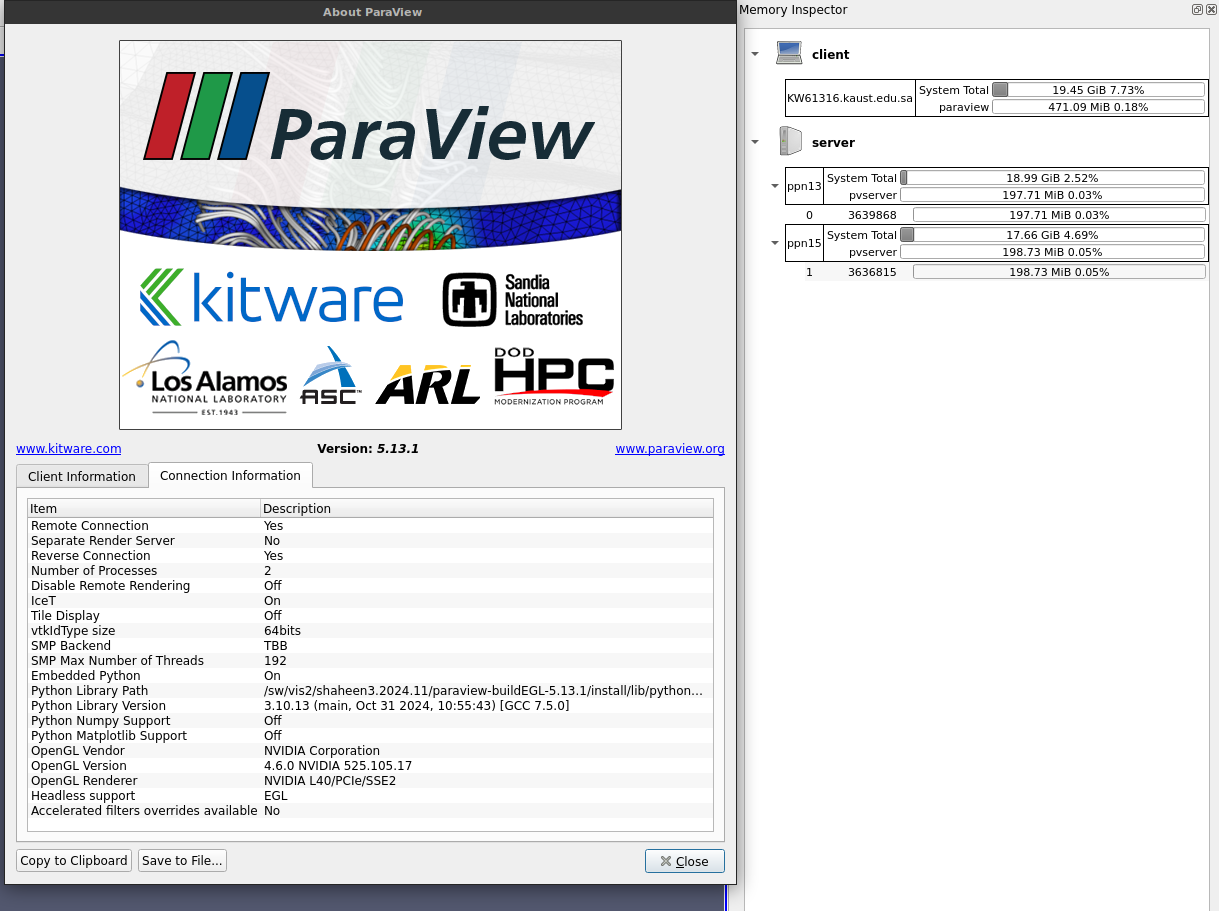 About ParaView
ParaView
kitware
Sandia
National
Laboratories
Los Alamos
NATIONAL LABORATORY
EST.1943
ASC™
ARL
DOD
HPC
MODERNIZATION PROGRAM
www.kitware.com
Version: 5.13.1
www.paraview.org
Client Information
Connection Information
Item Description
Remote Connection Yes
Separate Render Server No
Reverse Connection Yes
Number of Processes 2
Disable Remote Rendering Off
IceT On
Tile Display Off
vtkIdType size 64bits
SMP Backend TBB
SMP Max Number of Threads 192
Embedded Python On
Python Library Path /sw/vis2/shaheen3.2024.11/paraview-buildEGL-5.13.1/install/lib/python...
Python Library Version 3.10.13 (main, Oct 31 2024, 10:55:43) [GCC 7.5.0]
Python Numpy Support Off
Python Matplotlib Support Off
OpenGL Vendor NVIDIA Corporation
OpenGL Version 4.6.0 NVIDIA 525.105.17
OpenGL Renderer NVIDIA L40/PCIe/SSE2
Headless support EGL
Accelerated filters overrides available No
Copy to Clipboard
Save to File...
Close
Memory Inspector
client
KW61316.kaust.edu.sa
System Total 19.45 GiB 7.73%
paraview 471.09 MiB 0.18%
server
ppn13
System Total 18.99 GiB 2.52%
pvserver 197.71 MiB 0.03%
0 3639868 197.71 MiB 0.03%
ppn15
System Total 17.66 GiB 4.69%
pvserver 198.73 MiB 0.05%
1 3636815 198.73 MiB 0.05%